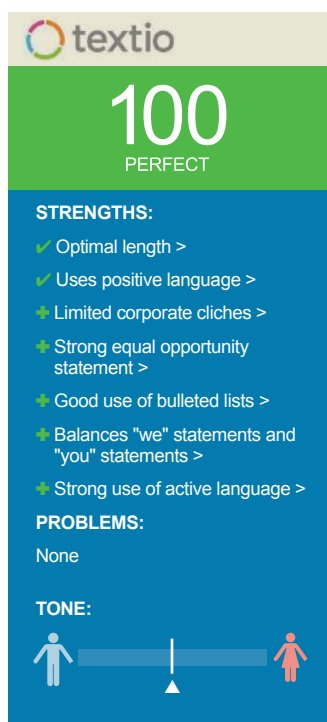 textio
100
PERFECT
STRENGTHS:
✔ Optimal length >
✔ Uses positive language >
✚ Limited corporate cliches >
✚ Strong equal opportunity
statement >
✚ Good use of bulleted lists >
✚ Balances "we" statements and
"you" statements >
✚ Strong use of active language >
PROBLEMS:
None
TONE: